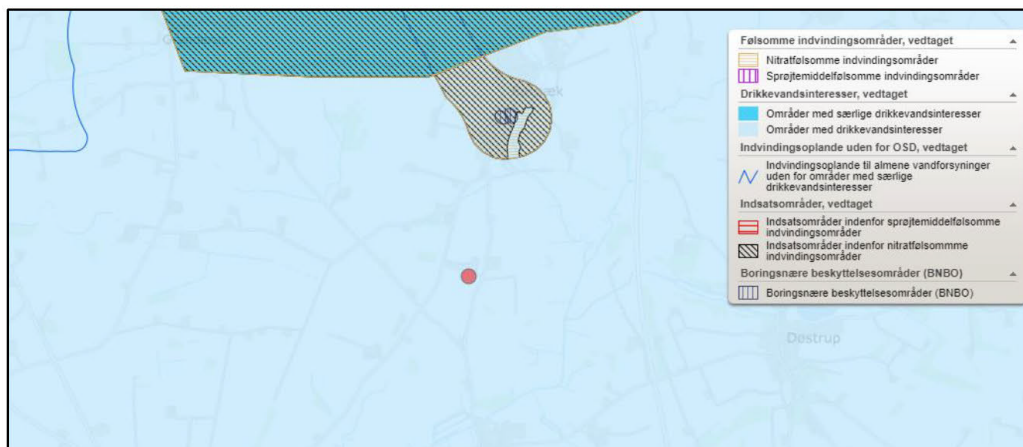 Følsomme indvindingsområder, vedtaget
Nitratfølsomme indvindingsområder
Sprøjtemiddelfølsomme indvindingsområder
Drikkevandsinteresser, vedtaget
Områder med særlige drikkevandsinteresser
Områder med drikkevandsinteresser
Indvindingsoplande uden for OSD, vedtaget
Indvindingsoplande til almene vandforsyninger
uden for områder med særlige
drikkevandsinteresser
Indsatsområder, vedtaget
Indsatsområder indenfor sprøjtemiddelfølsomme
indvindingområder
Indsatsområder indenfor nitratfølsommme
indvindingområder
Boringsnære beskyttelsesområder (BNBO)
Boringsnære beskyttelsesområder (BNBO)
Døstrup